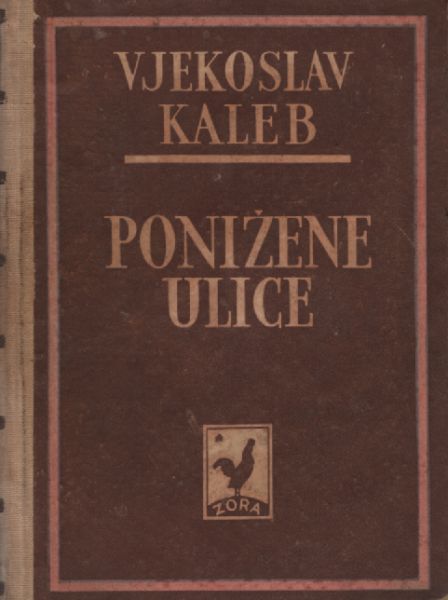 VJEKOSLAV
KALEB
PONIŽENE
ULICE
ZORA